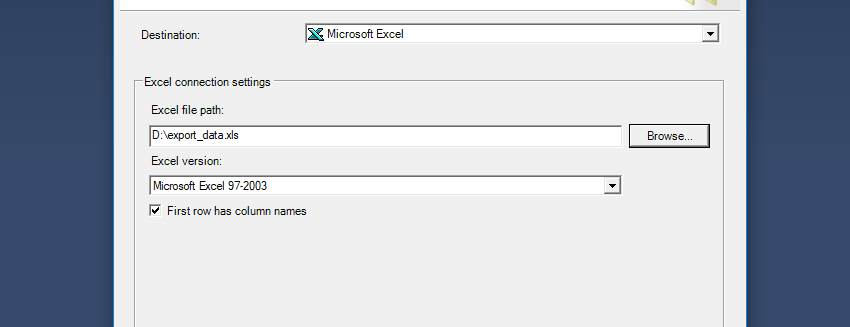 Destination:
Microsoft Excel
Excel connection settings
Excel file path:
D:\export_data.xls
Browse...
Excel version:
Microsoft Excel 97-2003
First row has column names